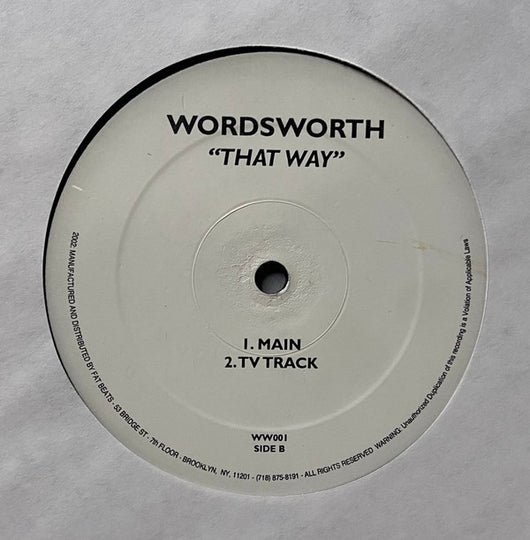 WORDSWORTH
“THAT WAY”
1. MAIN
2. TV TRACK
WW001
SIDE B
2002 MANUFACTURED AND DISTRIBUTED BY FAT BEATS - 53 BRIDGE ST - 7th FLOOR - BROOKLYN, NY, 11201 - (718) 875-8191 - ALL RIGHTS RESERVED WARNING: Unauthorized Duplication of this recording is a Violation of Applicable Laws